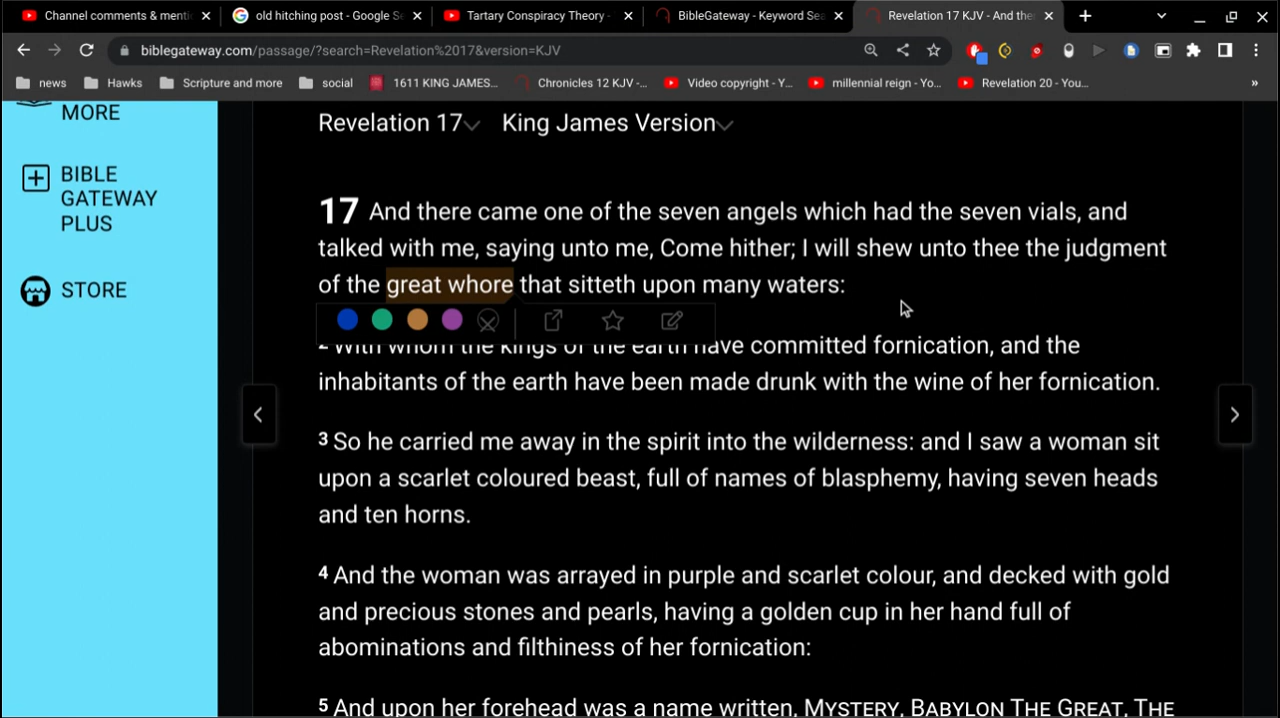 Channel comments & menti
old hitching post - Google Se
Tartary Conspiracy Theory -
BibleGateway - Keyword Sea
Revelation 17 KJV - And the
biblegateway.com/passage/?search=Revelation%2017&version=KJV
news
Hawks
Scripture and more
social
1611 KING JAMES...
Chronicles 12 KJV -...
Video copyright - Y...
millennial reign - Yo...
Revelation 20 - You...
»
MORE
BIBLE
GATEWAY
PLUS
STORE
Revelation 17 King James Version
17 And there came one of the seven angels which had the seven vials, and
talked with me, saying unto me, Come hither; I will shew unto thee the judgment
of the great whore that sitteth upon many waters:
2 With whom the kings of the earth have committed fornication, and the
inhabitants of the earth have been made drunk with the wine of her fornication.
3 So he carried me away in the spirit into the wilderness: and I saw a woman sit
upon a scarlet coloured beast, full of names of blasphemy, having seven heads
and ten horns.
4 And the woman was arrayed in purple and scarlet colour, and decked with gold
and precious stones and pearls, having a golden cup in her hand full of
abominations and filthiness of her fornication:
5 And upon her forehead was a name written, MYSTERY, BABYLON THE GREAT, THE